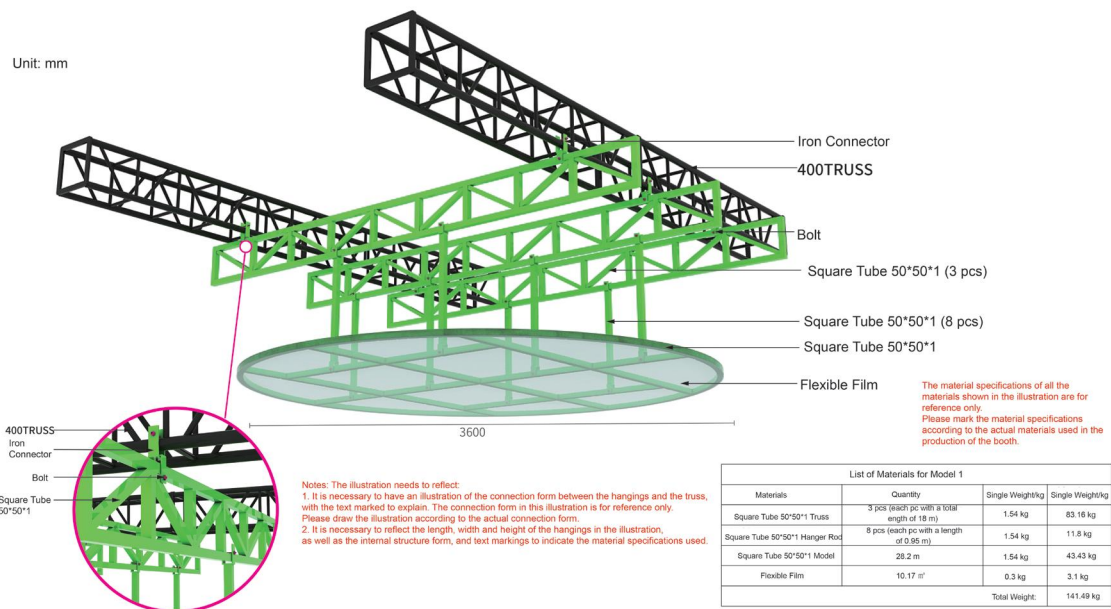 Unit: mm
Iron Connector
400TRUSS
Bolt
Square Tube 50*50*1 (3 pcs)
Square Tube 50*50*1 (8 pcs)
Square Tube 50*50*1
Flexible Film
3600
400TRUSS
Iron
Connector
Bolt
Square Tube
50*50*1
The material specifications of all the
materials shown in the illustration are for
reference only.
Please mark the material specifications
according to the actual materials used in the
production of the booth.
Notes: The illustration needs to reflect:
1. It is necessary to have an illustration of the connection form between the hangings and the truss,
with the text marked to explain. The connection form in this illustration is for reference only.
Please draw the illustration according to the actual connection form.
2. It is necessary to reflect the length, width and height of the hangings in the illustration,
as well as the internal structure form, and text markings to indicate the material specifications used.
List of Materials for Model 1
Materials Quantity Single Weight/kg Single Weight/kg
Square Tube 50*50*1 Truss 3 pcs (each pc with a total
ength of 18 m) 1.54 kg 83.16 kg
Square Tube 50*50*1 Hanger Rod 8 pcs (each pc with a length
of 0.95 m) 1.54 kg 11.8 kg
Square Tube 50*50*1 Model 28.2 m 1.54 kg 43.43 kg
Flexible Film 10.17 ㎡ 0.3 kg 3.1 kg
Total Weight: 141.49 kg